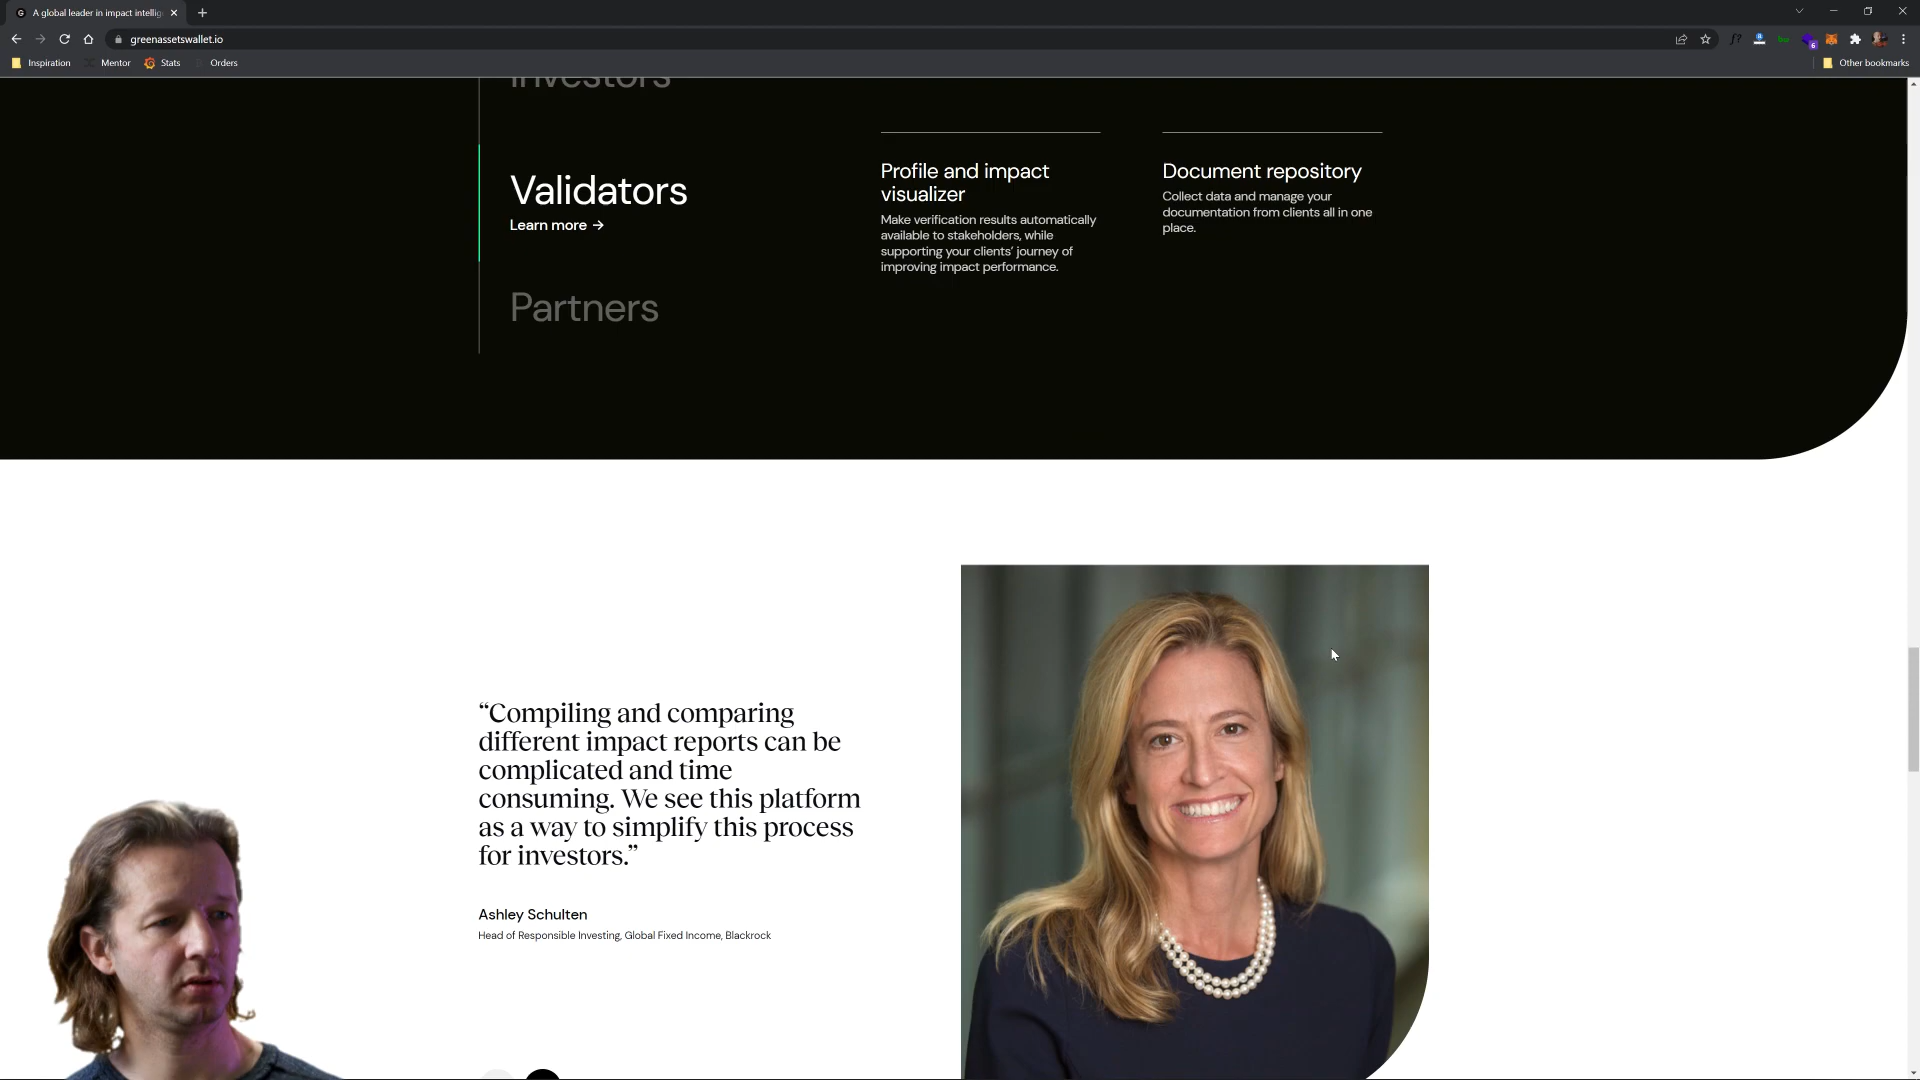 A global leader in impact intellig
greenassetswallet.io
Inspiration
Mentor
Stats
Orders
Other bookmarks
Investors
Validators
Learn more →
Partners
Profile and impact
visualizer
Make verification results automatically
available to stakeholders, while
supporting your clients’ journey of
improving impact performance.
Document repository
Collect data and manage your
documentation from clients all in one
place.
“Compiling and comparing
different impact reports can be
complicated and time
consuming. We see this platform
as a way to simplify this process
for investors.”
Ashley Schulten
Head of Responsible Investing, Global Fixed Income, Blackrock